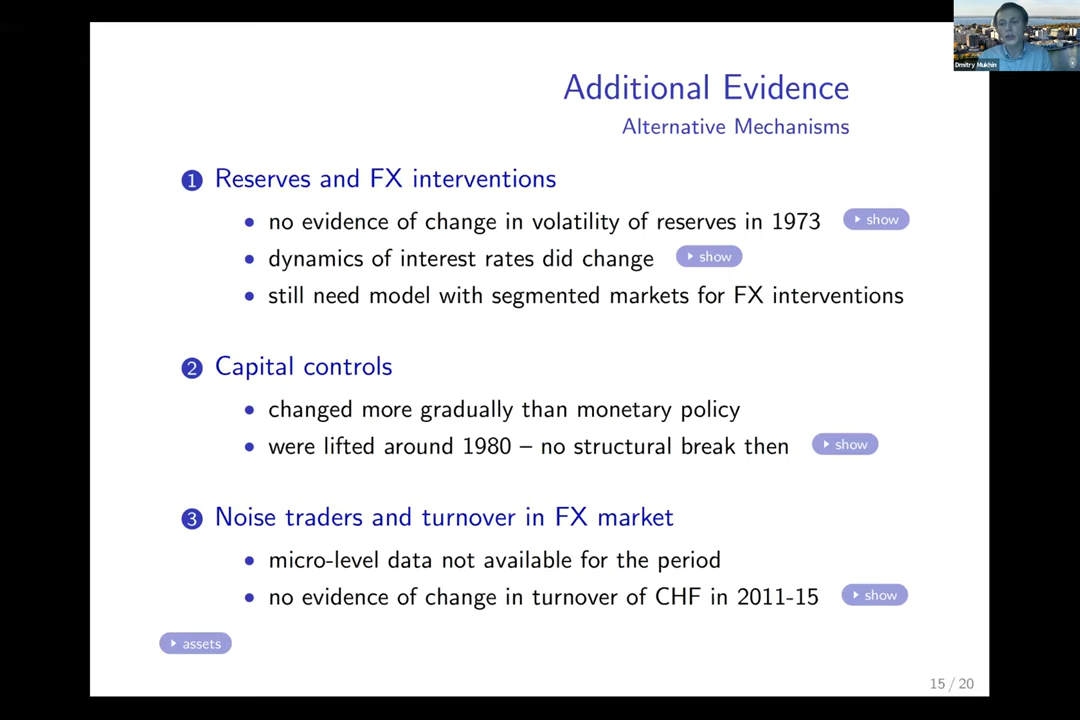 Dmitry Mukhin
Additional Evidence
Alternative Mechanisms
1 Reserves and FX interventions
• no evidence of change in volatility of reserves in 1973 show
• dynamics of interest rates did change show
• still need model with segmented markets for FX interventions
2 Capital controls
• changed more gradually than monetary policy
• were lifted around 1980 – no structural break then show
3 Noise traders and turnover in FX market
• micro-level data not available for the period
• no evidence of change in turnover of CHF in 2011-15 show
assets
15 / 20